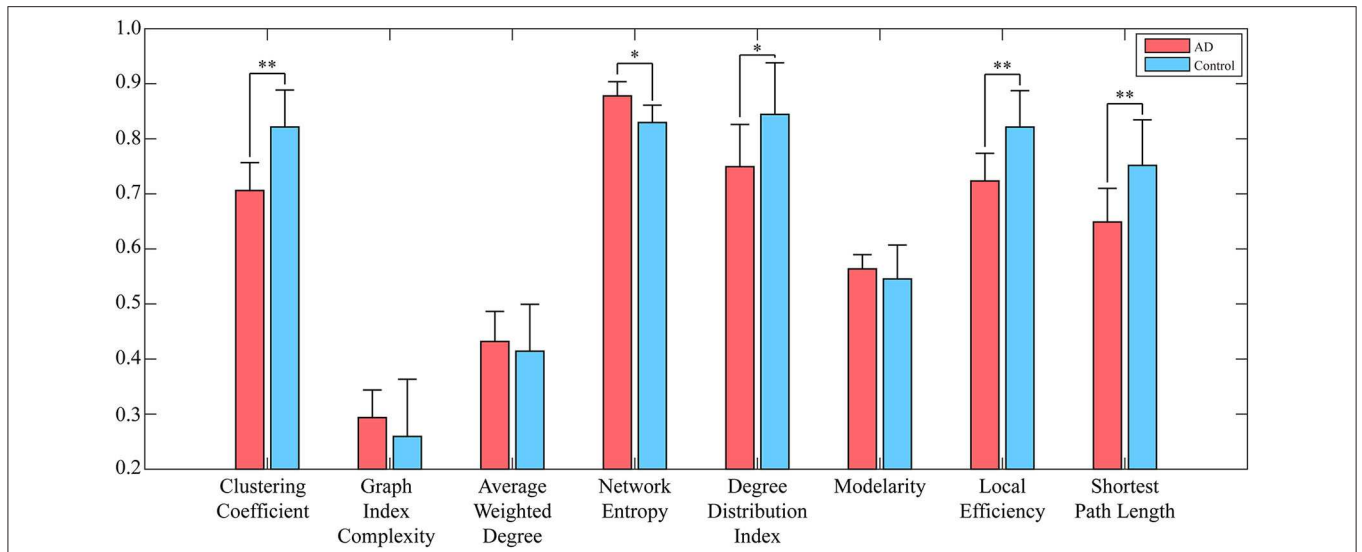 1.0
0.9
0.8
0.7
0.6
0.5
0.4
0.3
0.2
**
*
*
**
**
AD
Control
Clustering
Coefficient
Graph
Index
Complexity
Average
Weighted
Degree
Network
Entropy
Degree
Distribution
Index
Modelarity
Local
Efficiency
Shortest
Path Length